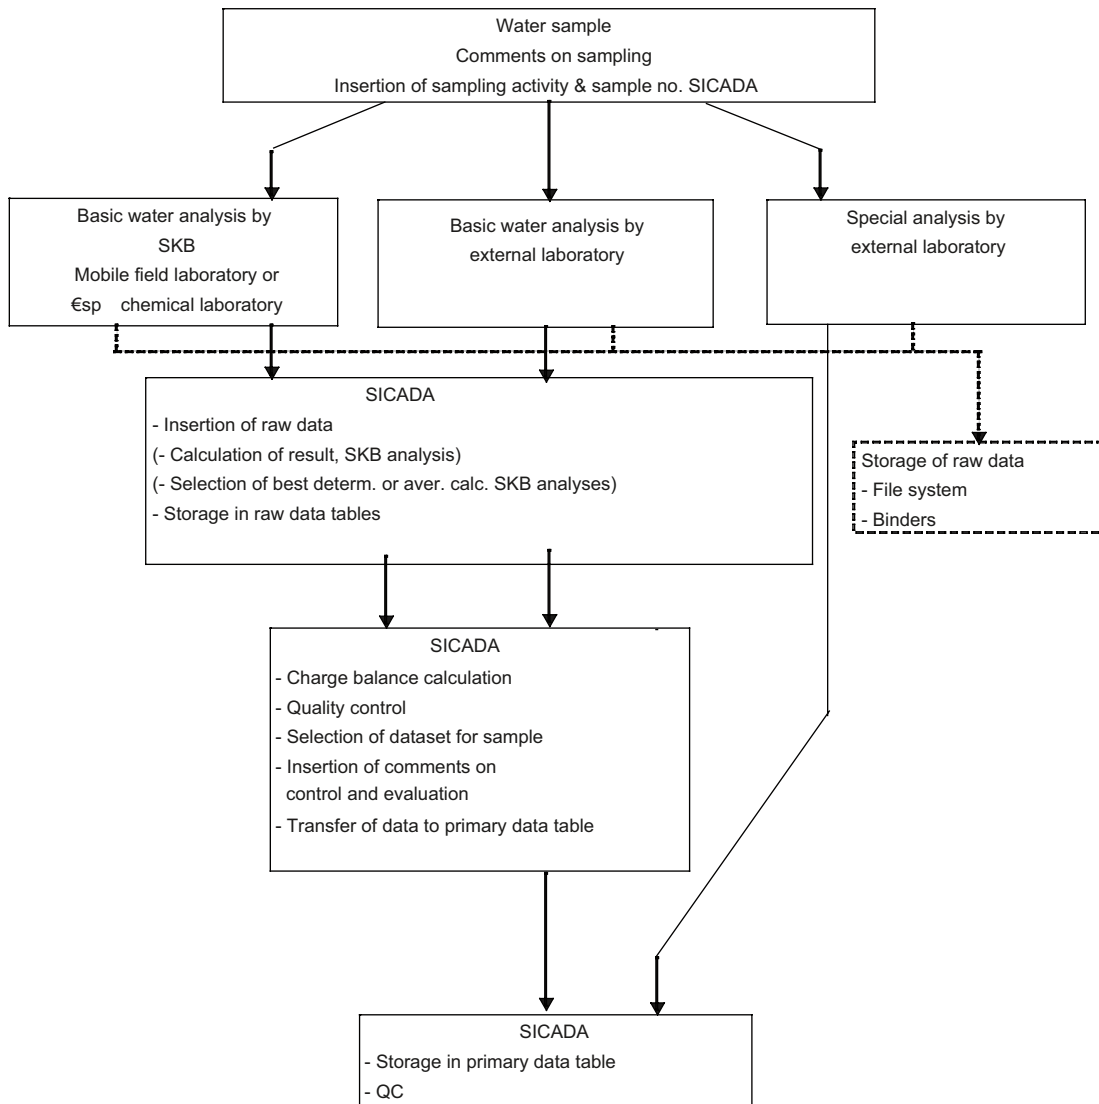 Water sample
Comments on sampling
Insertion of sampling activity & sample no. SICADA
Basic water analysis by
SKB
Mobile field laboratory or
€sp chemical laboratory
Basic water analysis by
external laboratory
Special analysis by
external laboratory
SICADA
- Insertion of raw data
(- Calculation of result, SKB analysis)
(- Selection of best determ. or aver. calc. SKB analyses)
- Storage in raw data tables
Storage of raw data
- File system
- Binders
SICADA
- Charge balance calculation
- Quality control
- Selection of dataset for sample
- Insertion of comments on
control and evaluation
- Transfer of data to primary data table
SICADA
- Storage in primary data table
- QC